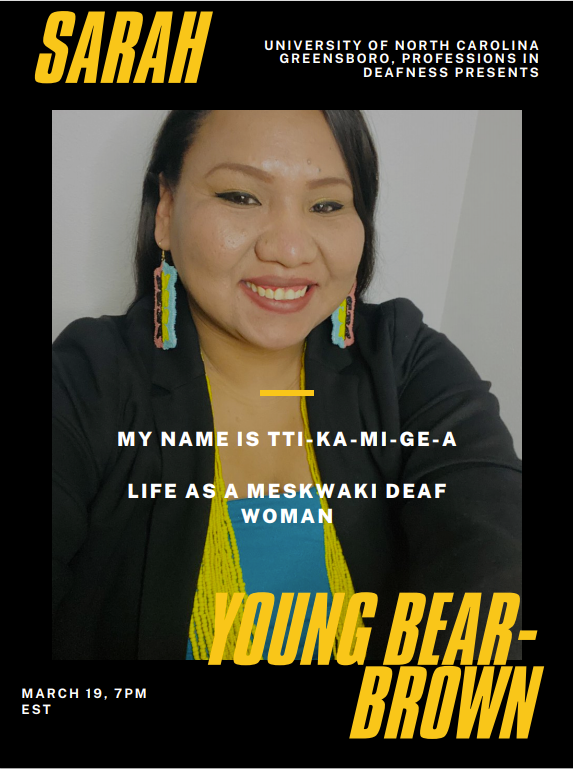 SARAH
UNIVERSITY OF NORTH CAROLINA
GREENSBORO, PROFESSIONS IN
DEAFNESS PRESENTS
MY NAME IS TTI-KA-MI-GE-A
LIFE AS A MESKWAKI DEAF
WOMAN
YOUNG BEAR-
BROWN
MARCH 19, 7PM
EST